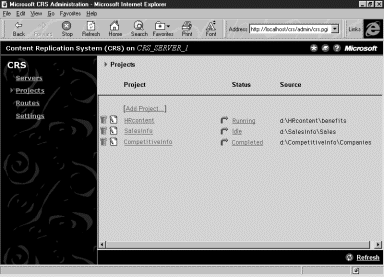 Microsoft CRS Administration - Microsoft Internet Explorer
File Edit View Go Favorites Help
Back Forward Stop Refresh Home Search Favorites Print Font Address http://localhost/crs/admin/crs.pgi Links
Content Replication System (CRS) on CRS_SERVER_1 Microsoft
CRS
Servers
Projects
Routes
Settings
Projects
Project Status Source
[Add Project...]
HRcontent Running d:\HRcontent\benefits
SalesInfo Idle d:\SalesInfo\Sales
CompetitiveInfo Completed d:\CompetitiveInfo\Companies
Refresh